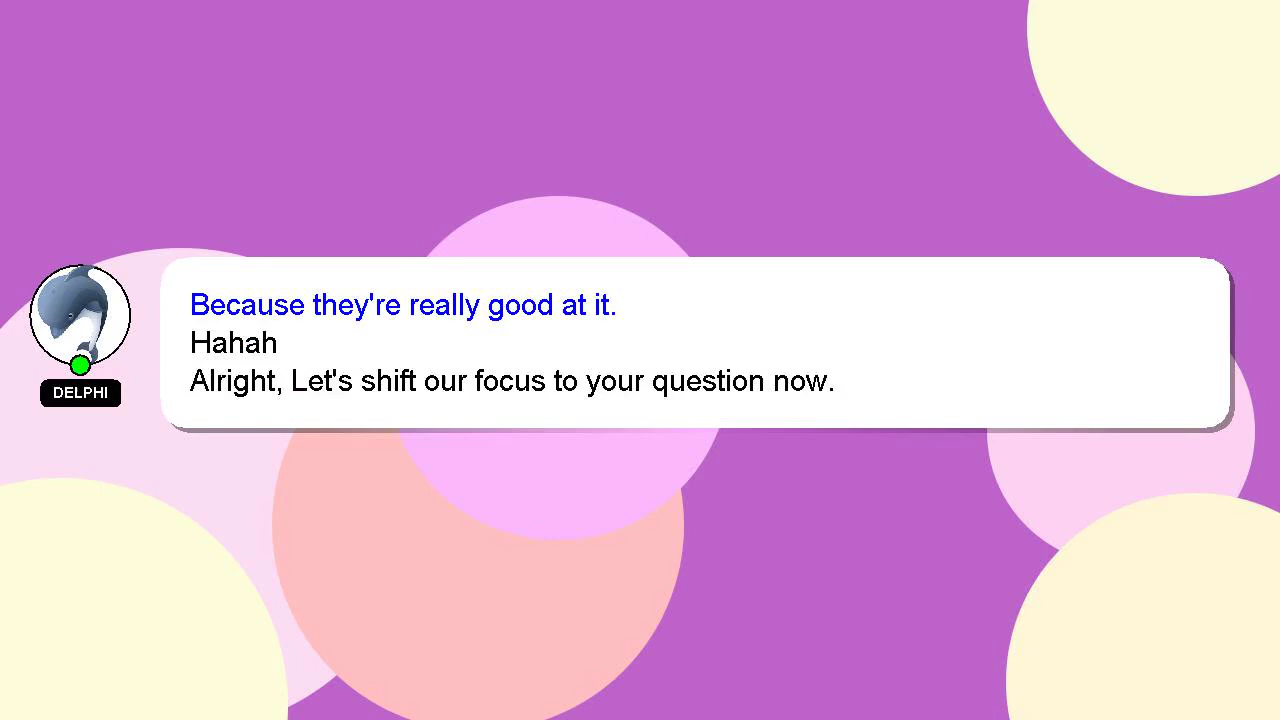 Because they're really good at it.
Hahah
Alright, Let's shift our focus to your question now.
DELPHI